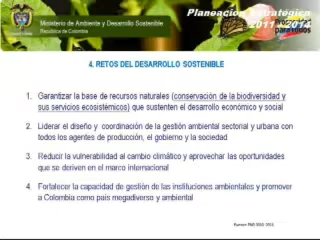 Planeación Estratégica
2011 - 2014
Ministerio de Ambiente y Desarrollo Sostenible
República de Colombia
para todos
4. RETOS DEL DESARROLLO SOSTENIBLE
1. Garantizar la base de recursos naturales (conservación de la biodiversidad y
sus servicios ecosistémicos) que sustenten el desarrollo económico y social
2. Liderar el diseño y coordinación de la gestión ambiental sectorial y urbana con
todos los agentes de producción, el gobierno y la sociedad
3. Reducir la vulnerabilidad al cambio climático y aprovechar las oportunidades
que se deriven en el marco internacional
4. Fortalecer la capacidad de gestión de las instituciones ambientales y promover
a Colombia como país megadiverso y ambiental